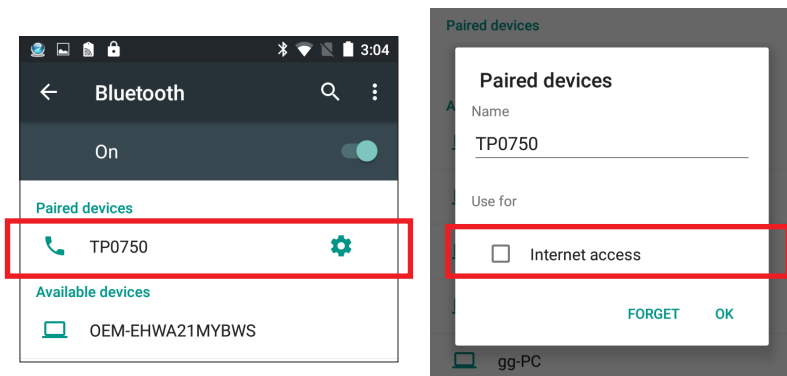 3:04
Bluetooth
On
Paired devices
TP0750
Available devices
OEM-EHWA21MYBWS
Paired devices
A
Paired devices
Name
TP0750
Use for
Internet access
FORGET OK
gg-PC